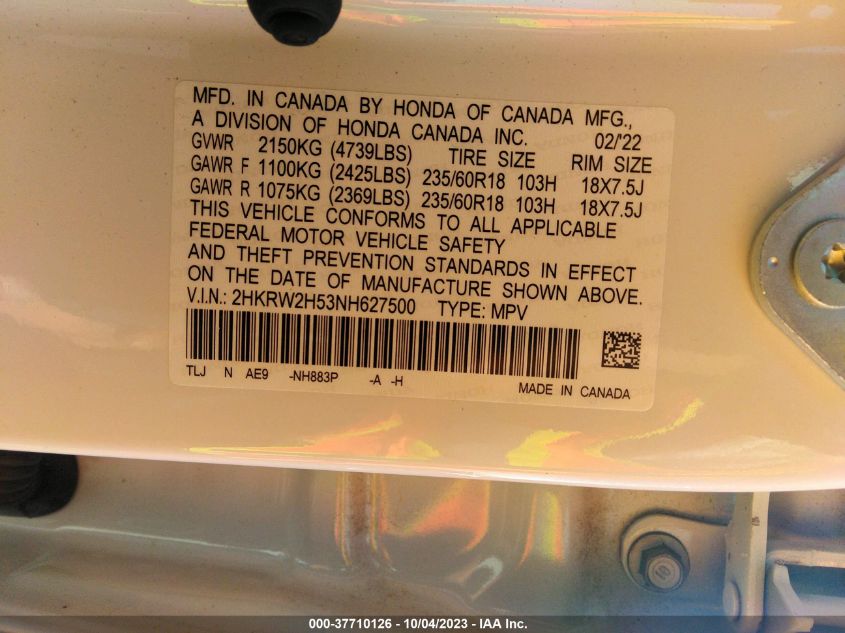 MFD. IN CANADA BY HONDA OF CANADA MFG.,
A DIVISION OF HONDA CANADA INC. 02/'22
GVWR 2150KG (4739LBS) TIRE SIZE RIM SIZE
GAWR F 1100KG (2425LBS) 235/60R18 103H 18X7.5J
GAWR R 1075KG (2369LBS) 235/60R18 103H 18X7.5J
THIS VEHICLE CONFORMS TO ALL APPLICABLE
FEDERAL MOTOR VEHICLE SAFETY
AND THEFT PREVENTION STANDARDS IN EFFECT
ON THE DATE OF MANUFACTURE SHOWN ABOVE.
V.I.N.: 2HKRW2H53NH627500 TYPE: MPV
TLJ N AE9 -NH883P -A -H
MADE IN CANADA
000-37710126 - 10/04/2023 - IAA Inc.